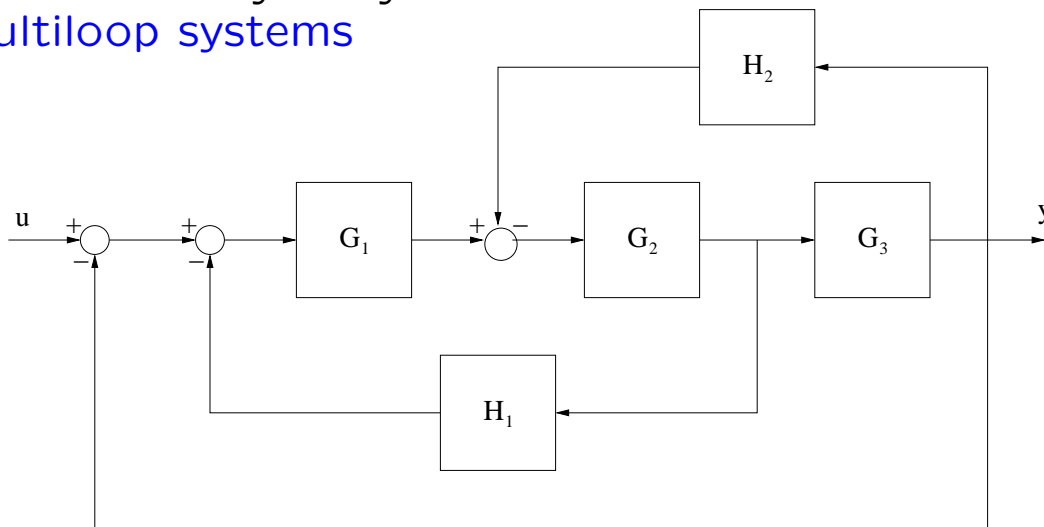 ultiloop systems
H₂
u
+
−
+
−
G₁
+
−
G₂
G₃
y
H₁